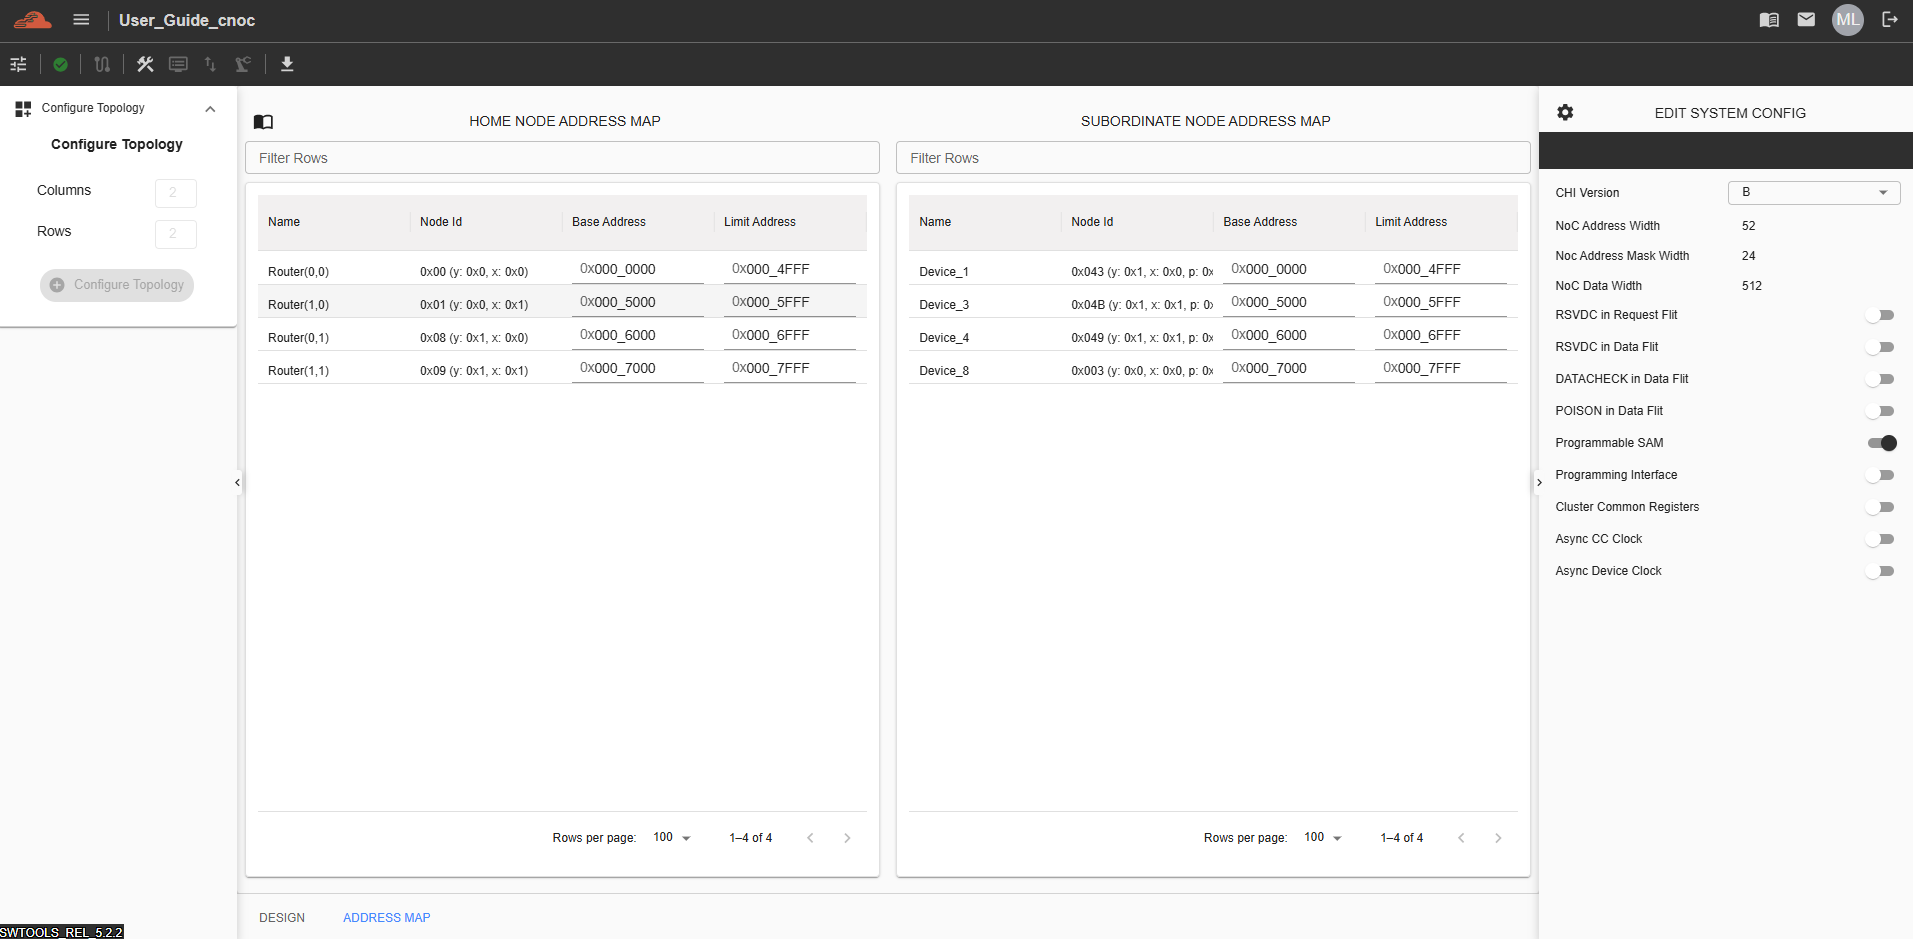 User_Guide_cnoc
ML
Configure Topology
Configure Topology
Columns 2
Rows 2
Configure Topology
HOME NODE ADDRESS MAP
Filter Rows
Name Node Id Base Address Limit Address
Router(0,0) 0x00 (y: 0x0, x: 0x0) 0x000_0000 0x000_4FFF
Router(1,0) 0x01 (y: 0x0, x: 0x1) 0x000_5000 0x000_5FFF
Router(0,1) 0x08 (y: 0x1, x: 0x0) 0x000_6000 0x000_6FFF
Router(1,1) 0x09 (y: 0x1, x: 0x1) 0x000_7000 0x000_7FFF
Rows per page: 100 1–4 of 4
SUBORDINATE NODE ADDRESS MAP
Filter Rows
Name Node Id Base Address Limit Address
Device_1 0x043 (y: 0x1, x: 0x0, p: 0x 0x000_0000 0x000_4FFF
Device_3 0x04B (y: 0x1, x: 0x1, p: 0x 0x000_5000 0x000_5FFF
Device_4 0x049 (y: 0x1, x: 0x1, p: 0x 0x000_6000 0x000_6FFF
Device_8 0x003 (y: 0x0, x: 0x0, p: 0x 0x000_7000 0x000_7FFF
Rows per page: 100 1–4 of 4
EDIT SYSTEM CONFIG
CHI Version B
NoC Address Width 52
Noc Address Mask Width 24
NoC Data Width 512
RSVDC in Request Flit
RSVDC in Data Flit
DATACHECK in Data Flit
POISON in Data Flit
Programmable SAM
Programming Interface
Cluster Common Registers
Async CC Clock
Async Device Clock
DESIGN ADDRESS MAP
SWTOOLS_REL_5.2.2